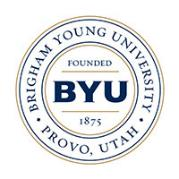 BRIGHAM YOUNG UNIVERSITY
FOUNDED
BYU
1875
PROVO, UTAH